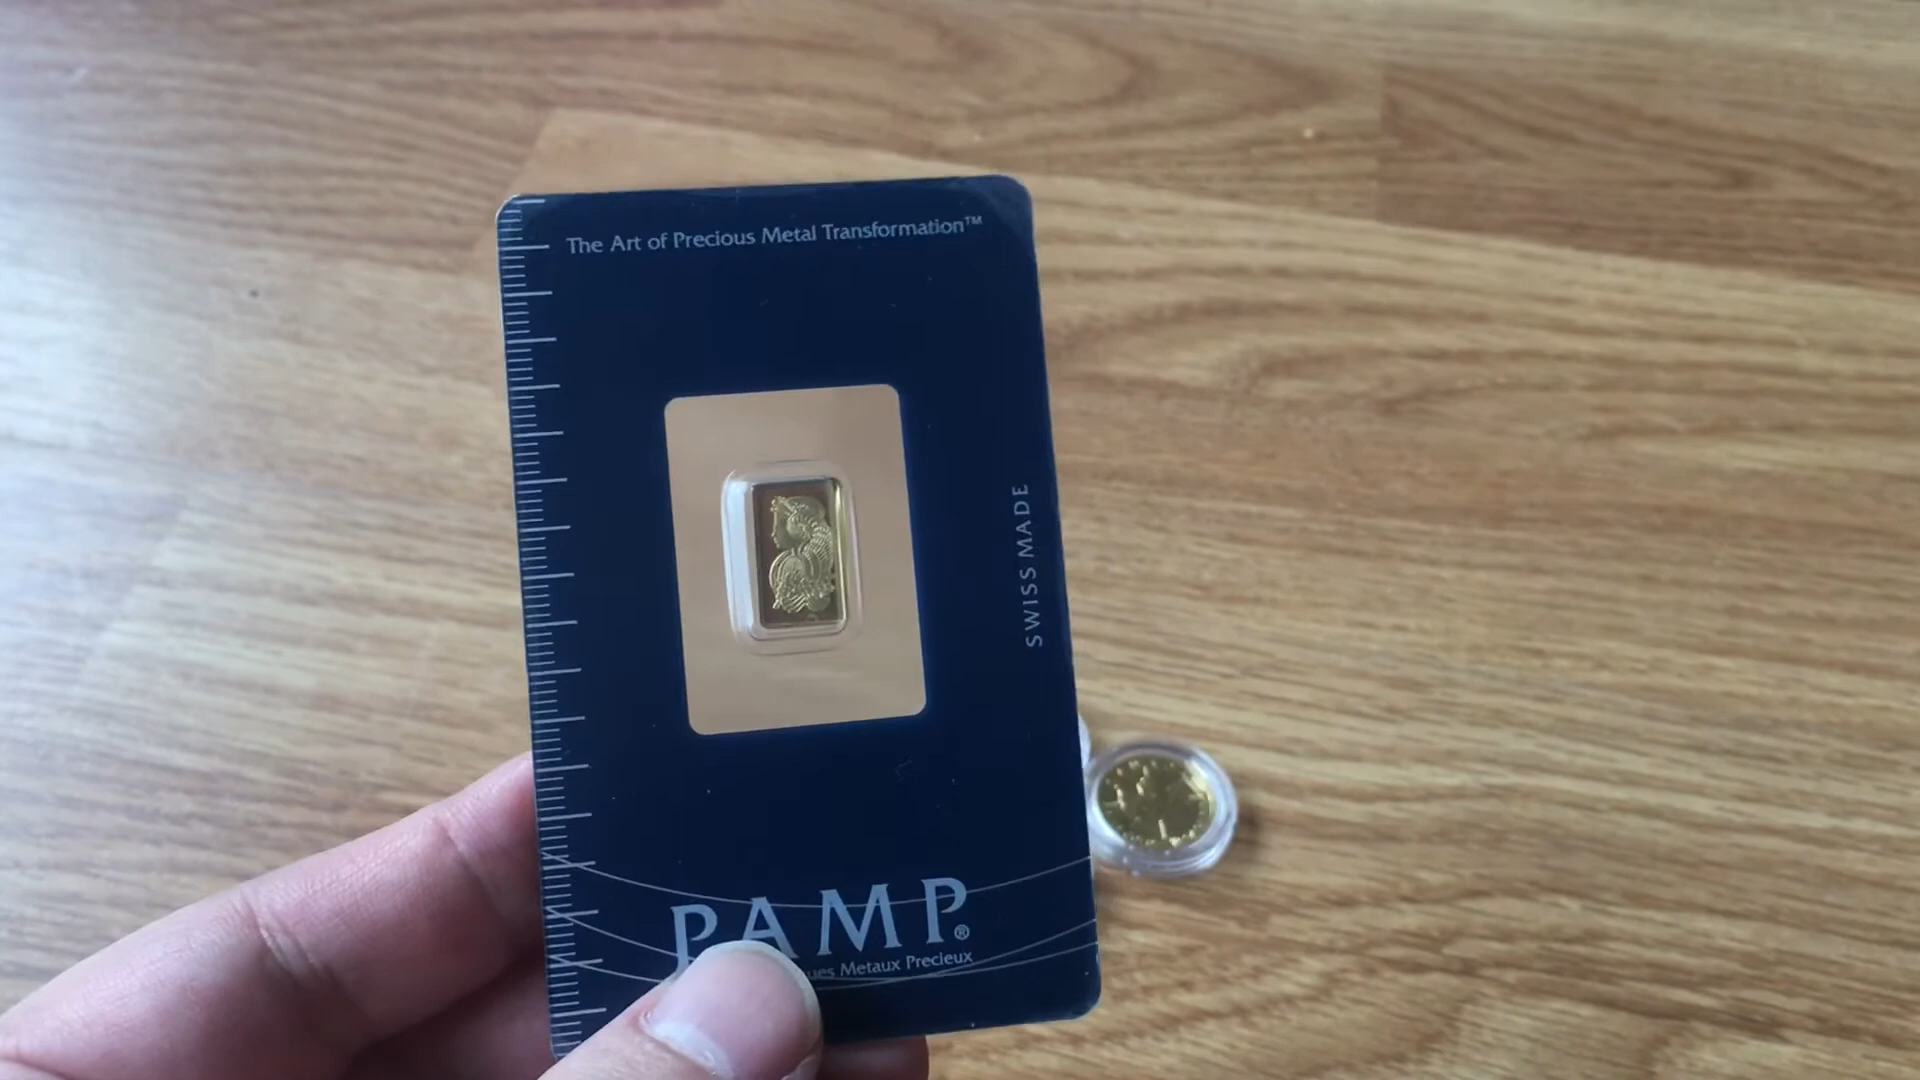 The Art of Precious Metal Transformation™
SWISS MADE
PAMP®
Metaux Precieux